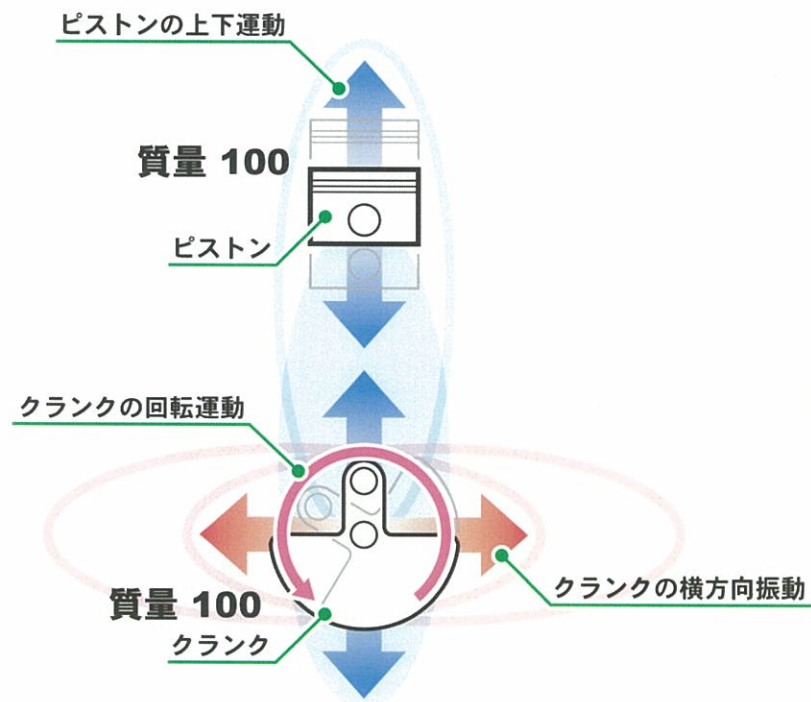 ピストンの上下運動
質量 100
ピストン
クランクの回転運動
クランクの横方向振動
質量 100
クランク